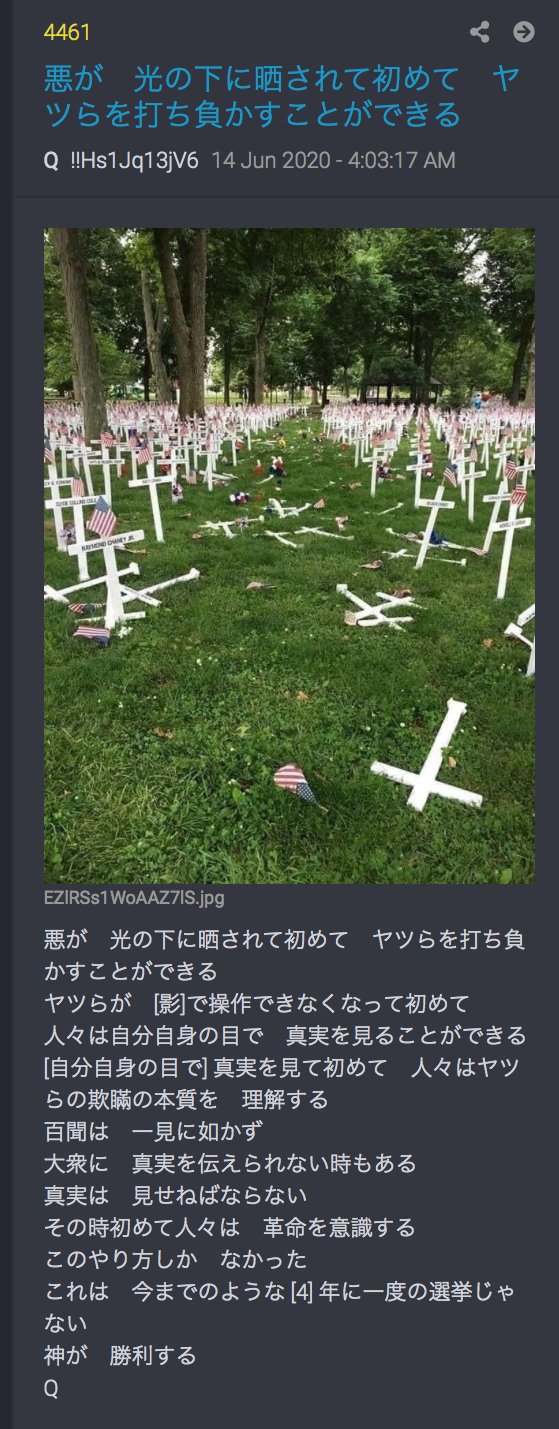 4461
悪が　光の下に晒されて初めて　ヤ
ツらを打ち負かすことができる
Q !!Hs1Jq13jV6 14 Jun 2020 - 4:03:17 AM
CLYDE COLLINS COLE
RAYMOND CHANEY JR.
EZlRSs1WoAAZ7lS.jpg
悪が　光の下に晒されて初めて　ヤツらを打ち負
かすことができる
ヤツらが　[影]で操作できなくなって初めて
人々は自分自身の目で　真実を見ることができる
[自分自身の目で] 真実を見て初めて　人々はヤツ
らの欺瞞の本質を　理解する
百聞は　一見に如かず
大衆に　真実を伝えられない時もある
真実は　見せねばならない
その時初めて人々は　革命を意識する
このやり方しか　なかった
これは　今までのような [4] 年に一度の選挙じゃ
ない
神が　勝利する
Q